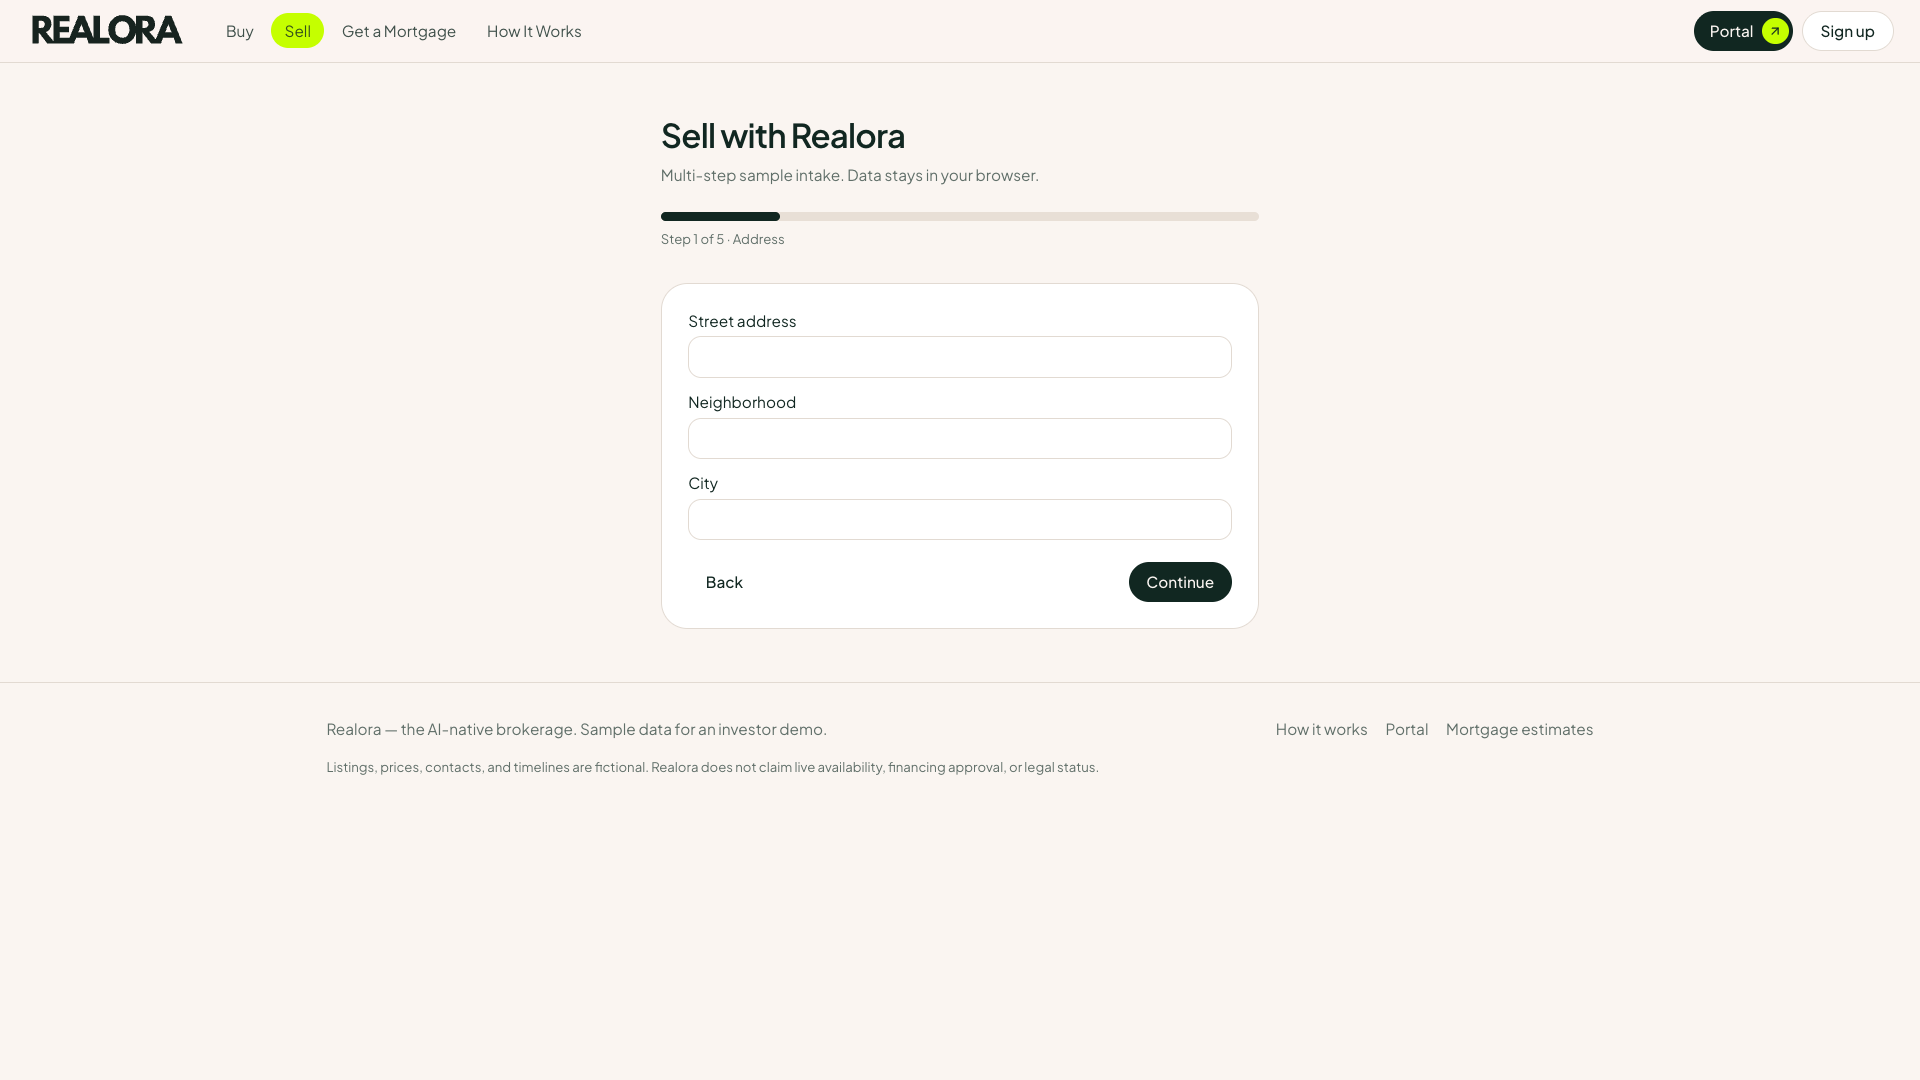 REALORA
Buy
Sell
Get a Mortgage
How It Works
Portal
Sign up
Sell with Realora
Multi-step sample intake. Data stays in your browser.
Step 1 of 5 · Address
Street address
Neighborhood
City
Back
Continue
Realora — the AI-native brokerage. Sample data for an investor demo.
How it works
Portal
Mortgage estimates
Listings, prices, contacts, and timelines are fictional. Realora does not claim live availability, financing approval, or legal status.